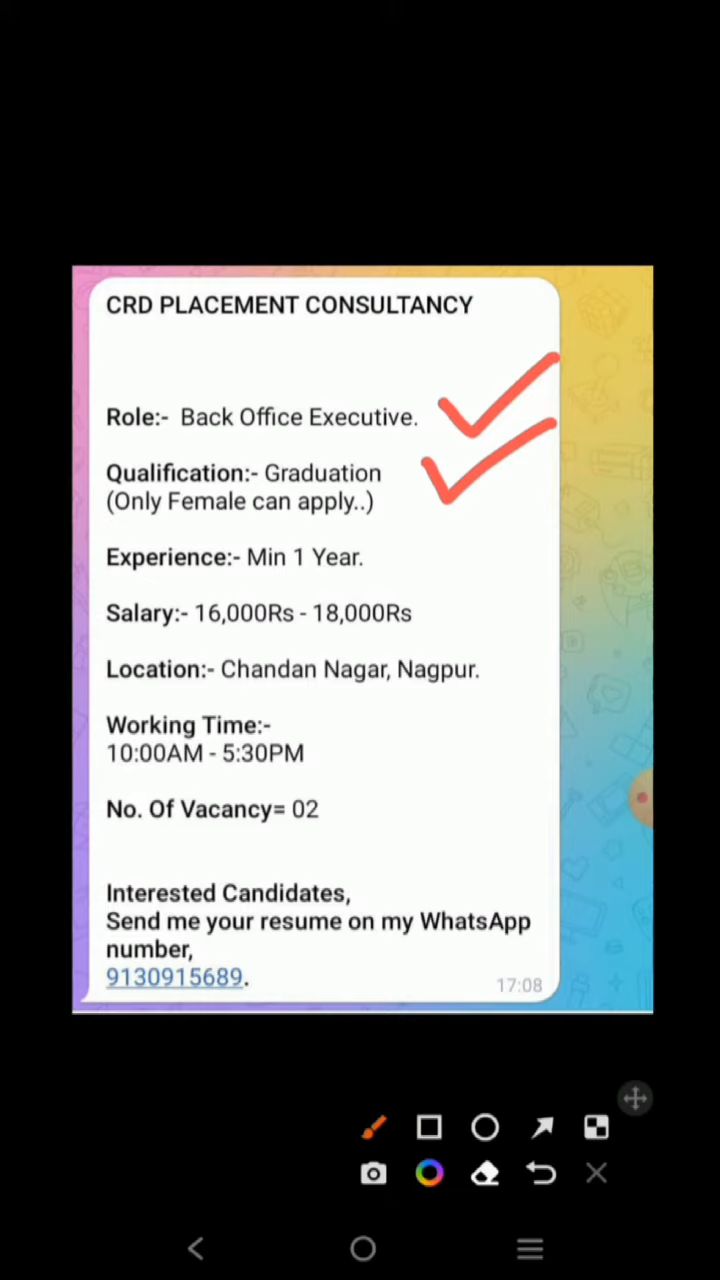 CRD PLACEMENT CONSULTANCY
Role:- Back Office Executive.
Qualification:- Graduation
(Only Female can apply..)
Experience:- Min 1 Year.
Salary:- 16,000Rs - 18,000Rs
Location:- Chandan Nagar, Nagpur.
Working Time:-
10:00AM - 5:30PM
No. Of Vacancy= 02
Interested Candidates,
Send me your resume on my WhatsApp
number,
9130915689.
17:08